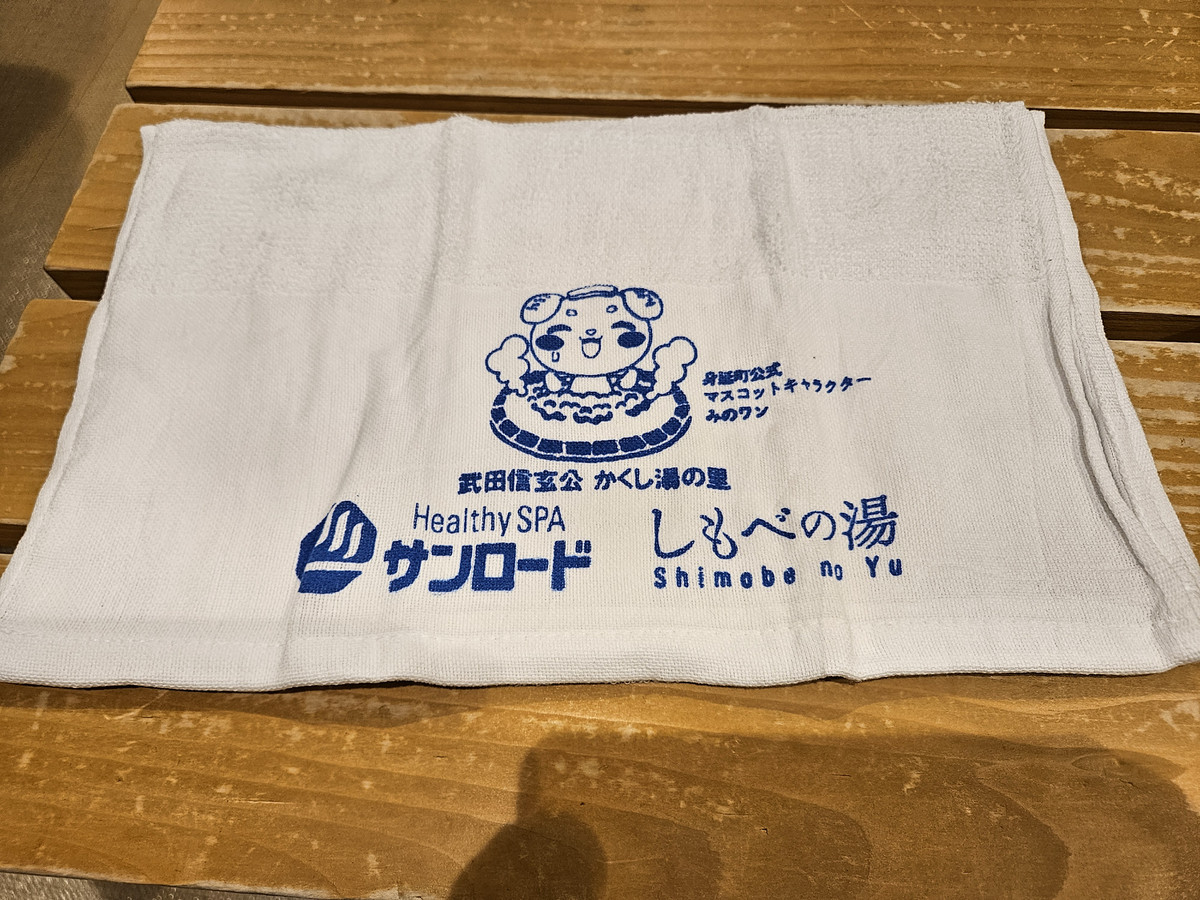 身延町公式
マスコットキャラクター
みのワン
武田信玄公 かくし湯の里
Healthy SPA
サンロード
しもべの湯
Shimobe no Yu